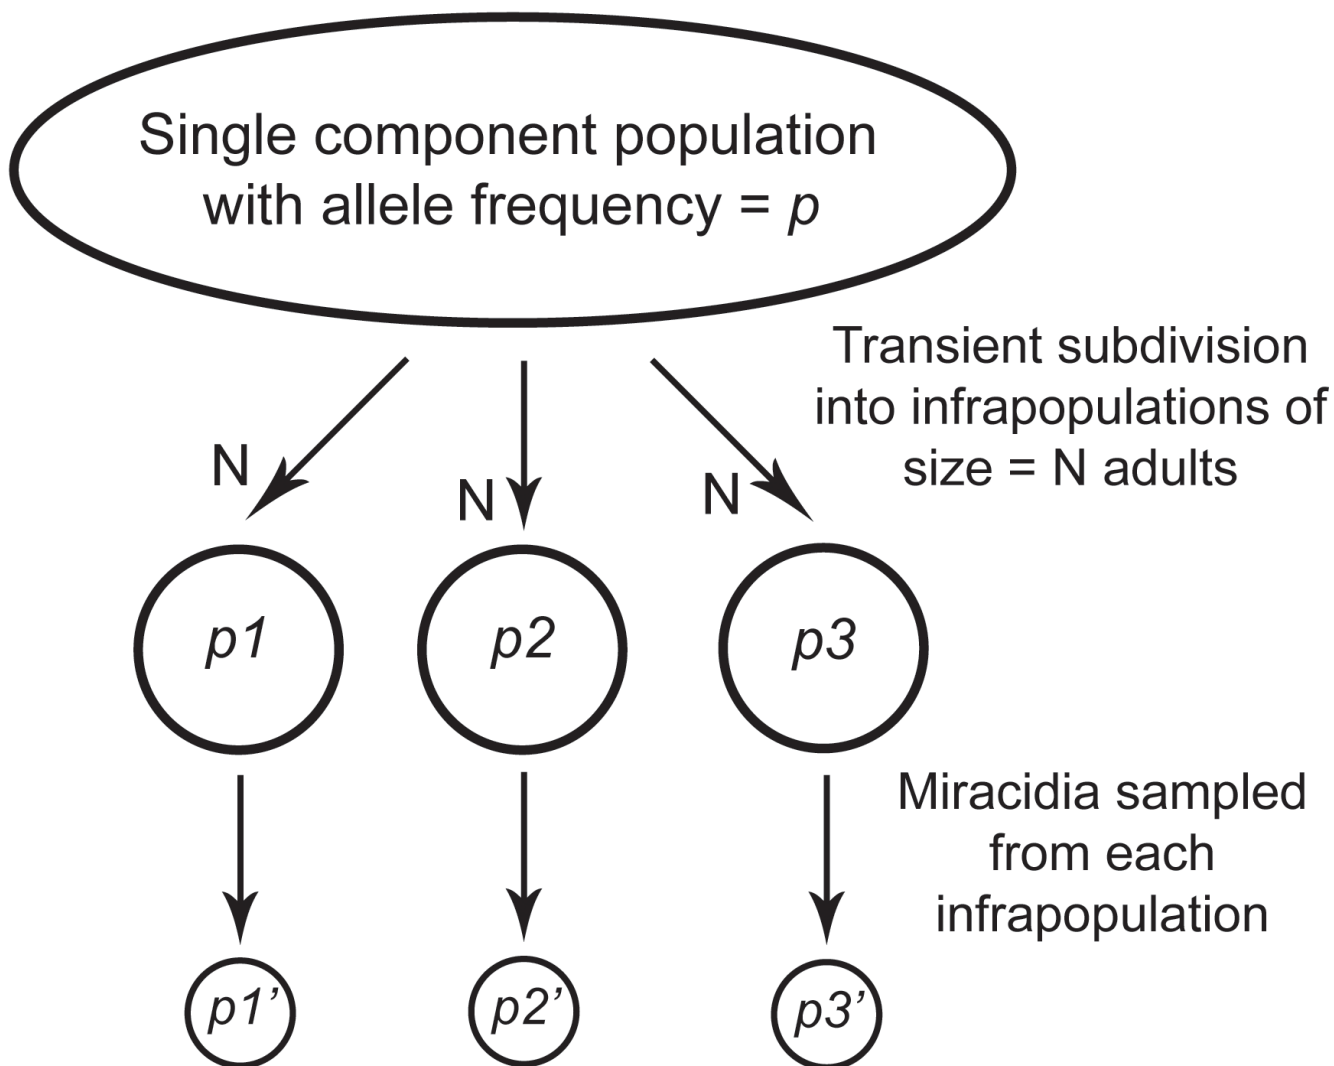 Single component population
with allele frequency = p
Transient subdivision
into infrapopulations of
size = N adults
N
N
N
p1
p2
p3
Miracidia sampled
from each
infrapopulation
p1’
p2’
p3’